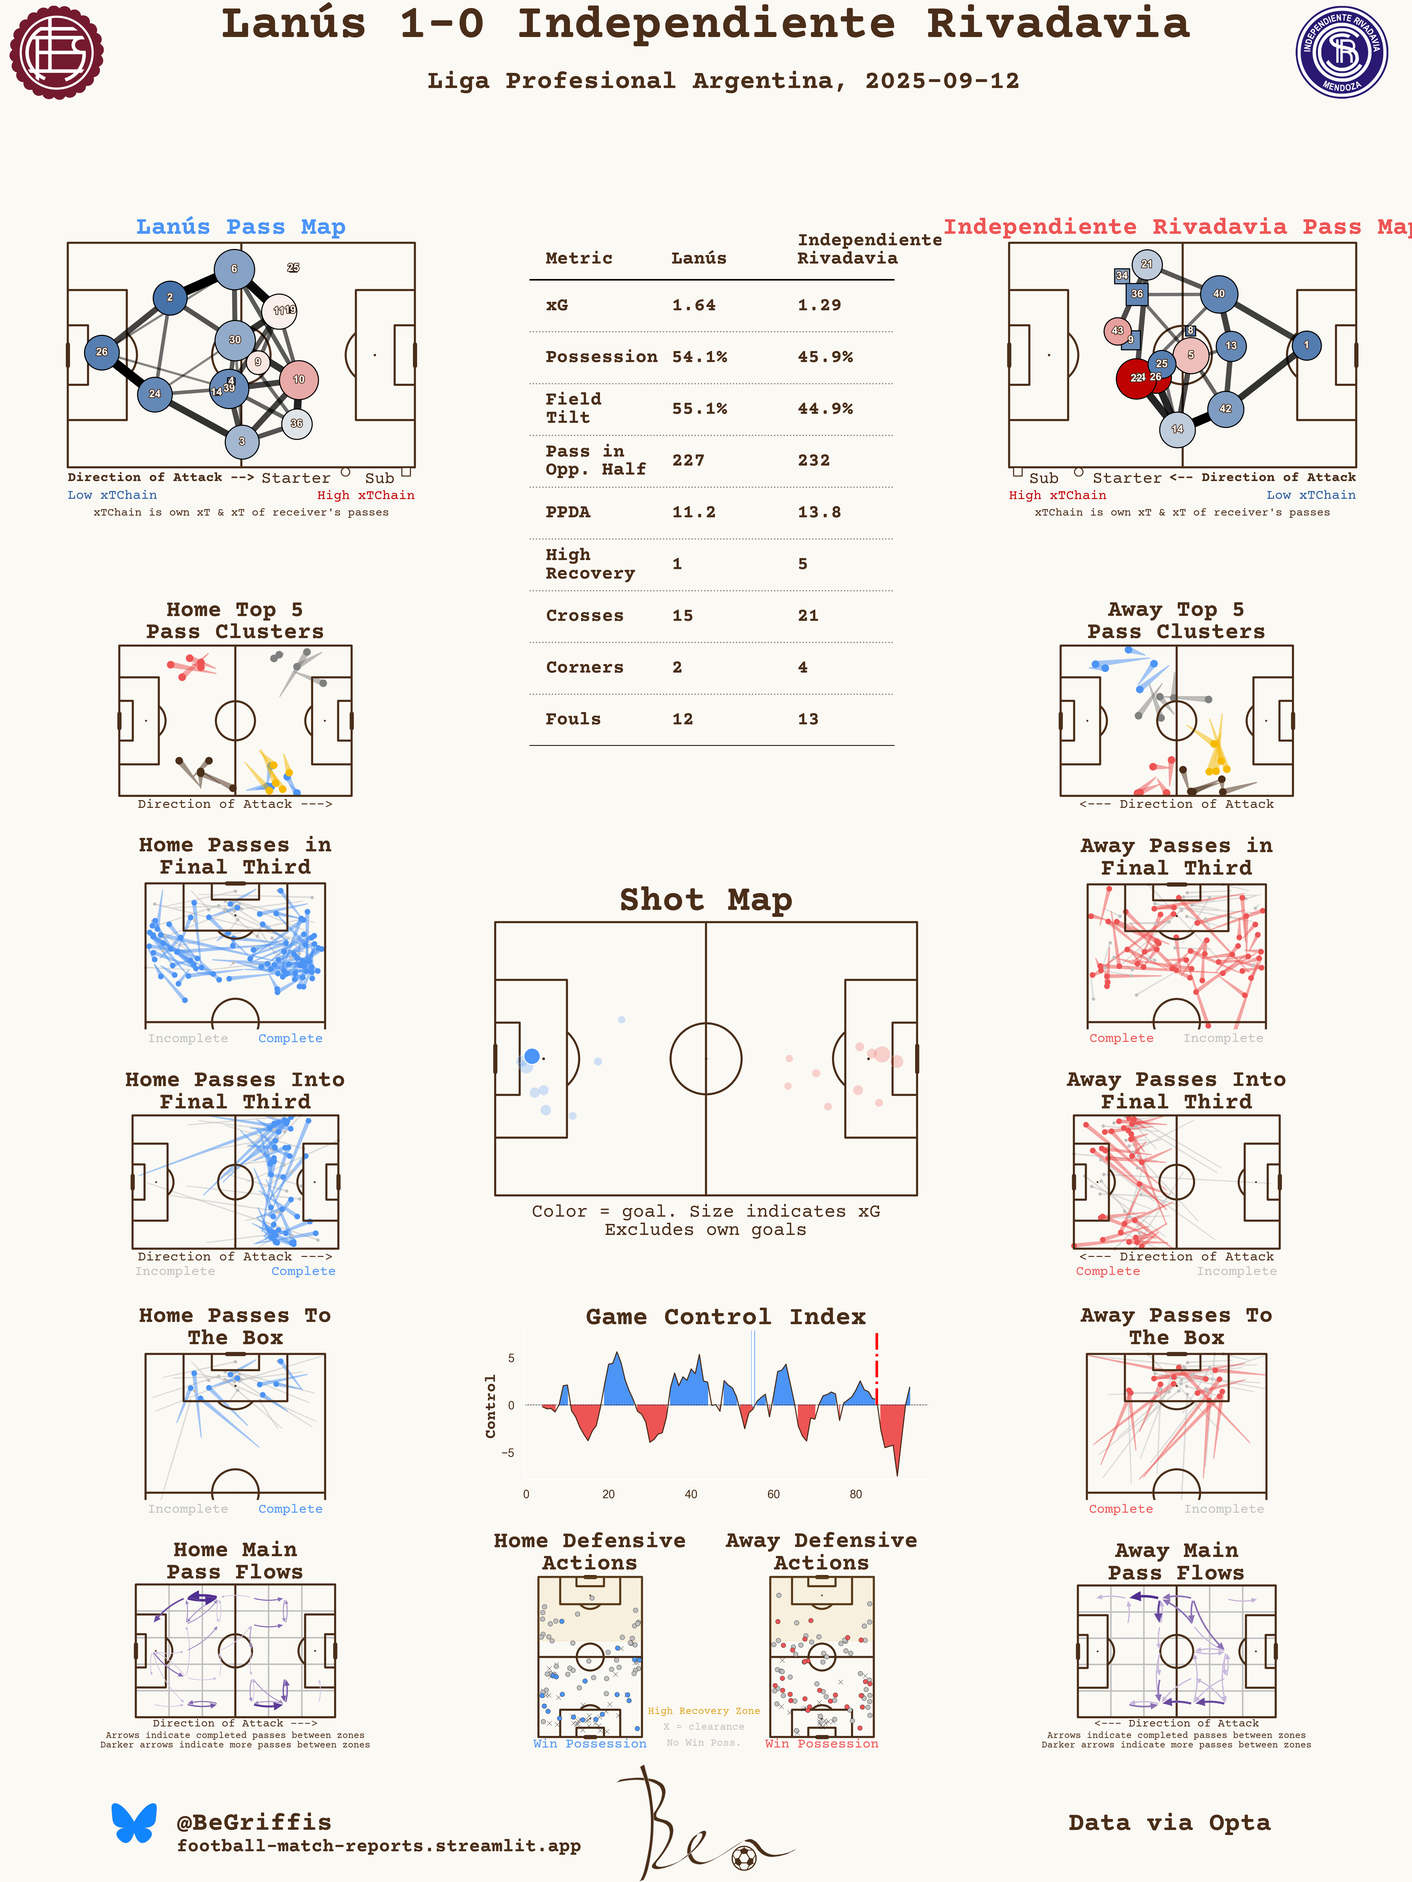 Lanús 1-0 Independiente Rivadavia
Liga Profesional Argentina, 2025-09-12
INDEPENDIENTE RIVADAVIA
MENDOZA
Lanús Pass Map
6
25
2
11
19
30
26
9
4
10
24
14
39
36
3
Direction of Attack --> Starter Sub
Low xTChain High xTChain
xTChain is own xT & xT of receiver's passes
Metric Lanús Independiente Rivadavia
xG 1.64 1.29
Possession 54.1% 45.9%
Field Tilt 55.1% 44.9%
Pass in Opp. Half 227 232
PPDA 11.2 13.8
High Recovery 1 5
Crosses 15 21
Corners 2 4
Fouls 12 13
Independiente Rivadavia Pass Map
21
34
36
40
43
9
8
13
1
5
25
22
26
42
14
Sub Starter <-- Direction of Attack
High xTChain Low xTChain
xTChain is own xT & xT of receiver's passes
Home Top 5
Pass Clusters
Direction of Attack --->
Away Top 5
Pass Clusters
<--- Direction of Attack
Home Passes in
Final Third
Incomplete Complete
Away Passes in
Final Third
Complete Incomplete
Shot Map
Color = goal. Size indicates xG
Excludes own goals
Home Passes Into
Final Third
Direction of Attack --->
Incomplete Complete
Away Passes Into
Final Third
<--- Direction of Attack
Complete Incomplete
Home Passes To
The Box
Incomplete Complete
Game Control Index
Control
5
0
−5
0 20 40 60 80
Away Passes To
The Box
Complete Incomplete
Home Main
Pass Flows
Direction of Attack --->
Arrows indicate completed passes between zones
Darker arrows indicate more passes between zones
Home Defensive
Actions
Win Possession
Away Defensive
Actions
Win Possession
High Recovery Zone
X = clearance
No Win Poss.
Away Main
Pass Flows
<--- Direction of Attack
Arrows indicate completed passes between zones
Darker arrows indicate more passes between zones
@BeGriffis
football-match-reports.streamlit.app
Ben
Data via Opta